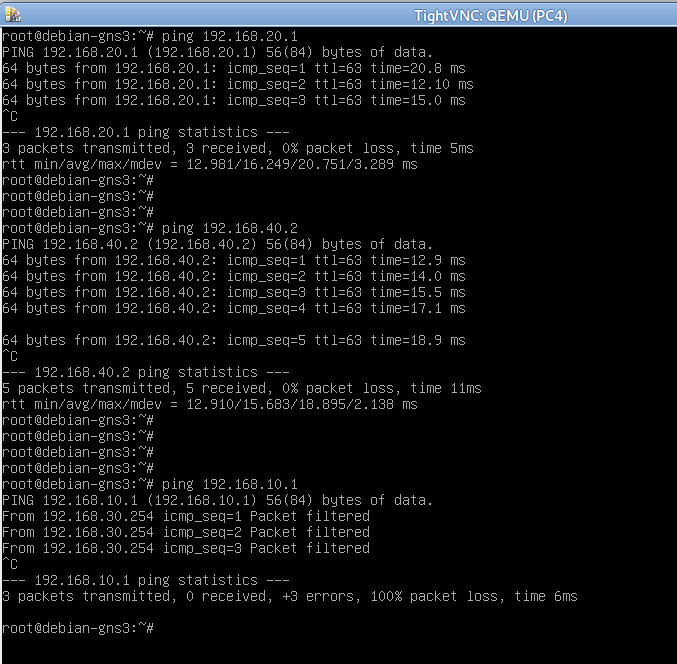 TightVNC: QEMU (PC4)
root@debian-gns3:~# ping 192.168.20.1
PING 192.168.20.1 (192.168.20.1) 56(84) bytes of data.
64 bytes from 192.168.20.1: icmp_seq=1 ttl=63 time=20.8 ms
64 bytes from 192.168.20.1: icmp_seq=2 ttl=63 time=12.10 ms
64 bytes from 192.168.20.1: icmp_seq=3 ttl=63 time=15.0 ms
^C
--- 192.168.20.1 ping statistics ---
3 packets transmitted, 3 received, 0% packet loss, time 5ms
rtt min/avg/max/mdev = 12.981/16.249/20.751/3.289 ms
root@debian-gns3:~#
root@debian-gns3:~#
root@debian-gns3:~#
root@debian-gns3:~# ping 192.168.40.2
PING 192.168.40.2 (192.168.40.2) 56(84) bytes of data.
64 bytes from 192.168.40.2: icmp_seq=1 ttl=63 time=12.9 ms
64 bytes from 192.168.40.2: icmp_seq=2 ttl=63 time=14.0 ms
64 bytes from 192.168.40.2: icmp_seq=3 ttl=63 time=15.5 ms
64 bytes from 192.168.40.2: icmp_seq=4 ttl=63 time=17.1 ms
64 bytes from 192.168.40.2: icmp_seq=5 ttl=63 time=18.9 ms
^C
--- 192.168.40.2 ping statistics ---
5 packets transmitted, 5 received, 0% packet loss, time 11ms
rtt min/avg/max/mdev = 12.910/15.683/18.895/2.138 ms
root@debian-gns3:~#
root@debian-gns3:~#
root@debian-gns3:~#
root@debian-gns3:~#
root@debian-gns3:~# ping 192.168.10.1
PING 192.168.10.1 (192.168.10.1) 56(84) bytes of data.
From 192.168.30.254 icmp_seq=1 Packet filtered
From 192.168.30.254 icmp_seq=2 Packet filtered
From 192.168.30.254 icmp_seq=3 Packet filtered
^C
--- 192.168.10.1 ping statistics ---
3 packets transmitted, 0 received, +3 errors, 100% packet loss, time 6ms
root@debian-gns3:~#